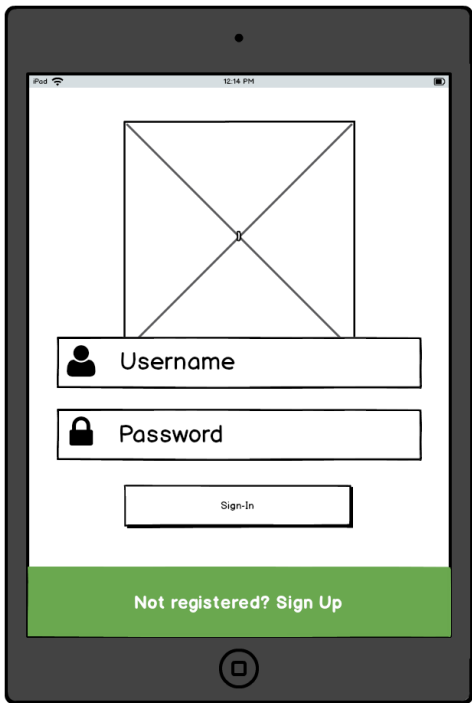 iPad
12:14 PM
Username
Password
Sign-In
Not registered? Sign Up